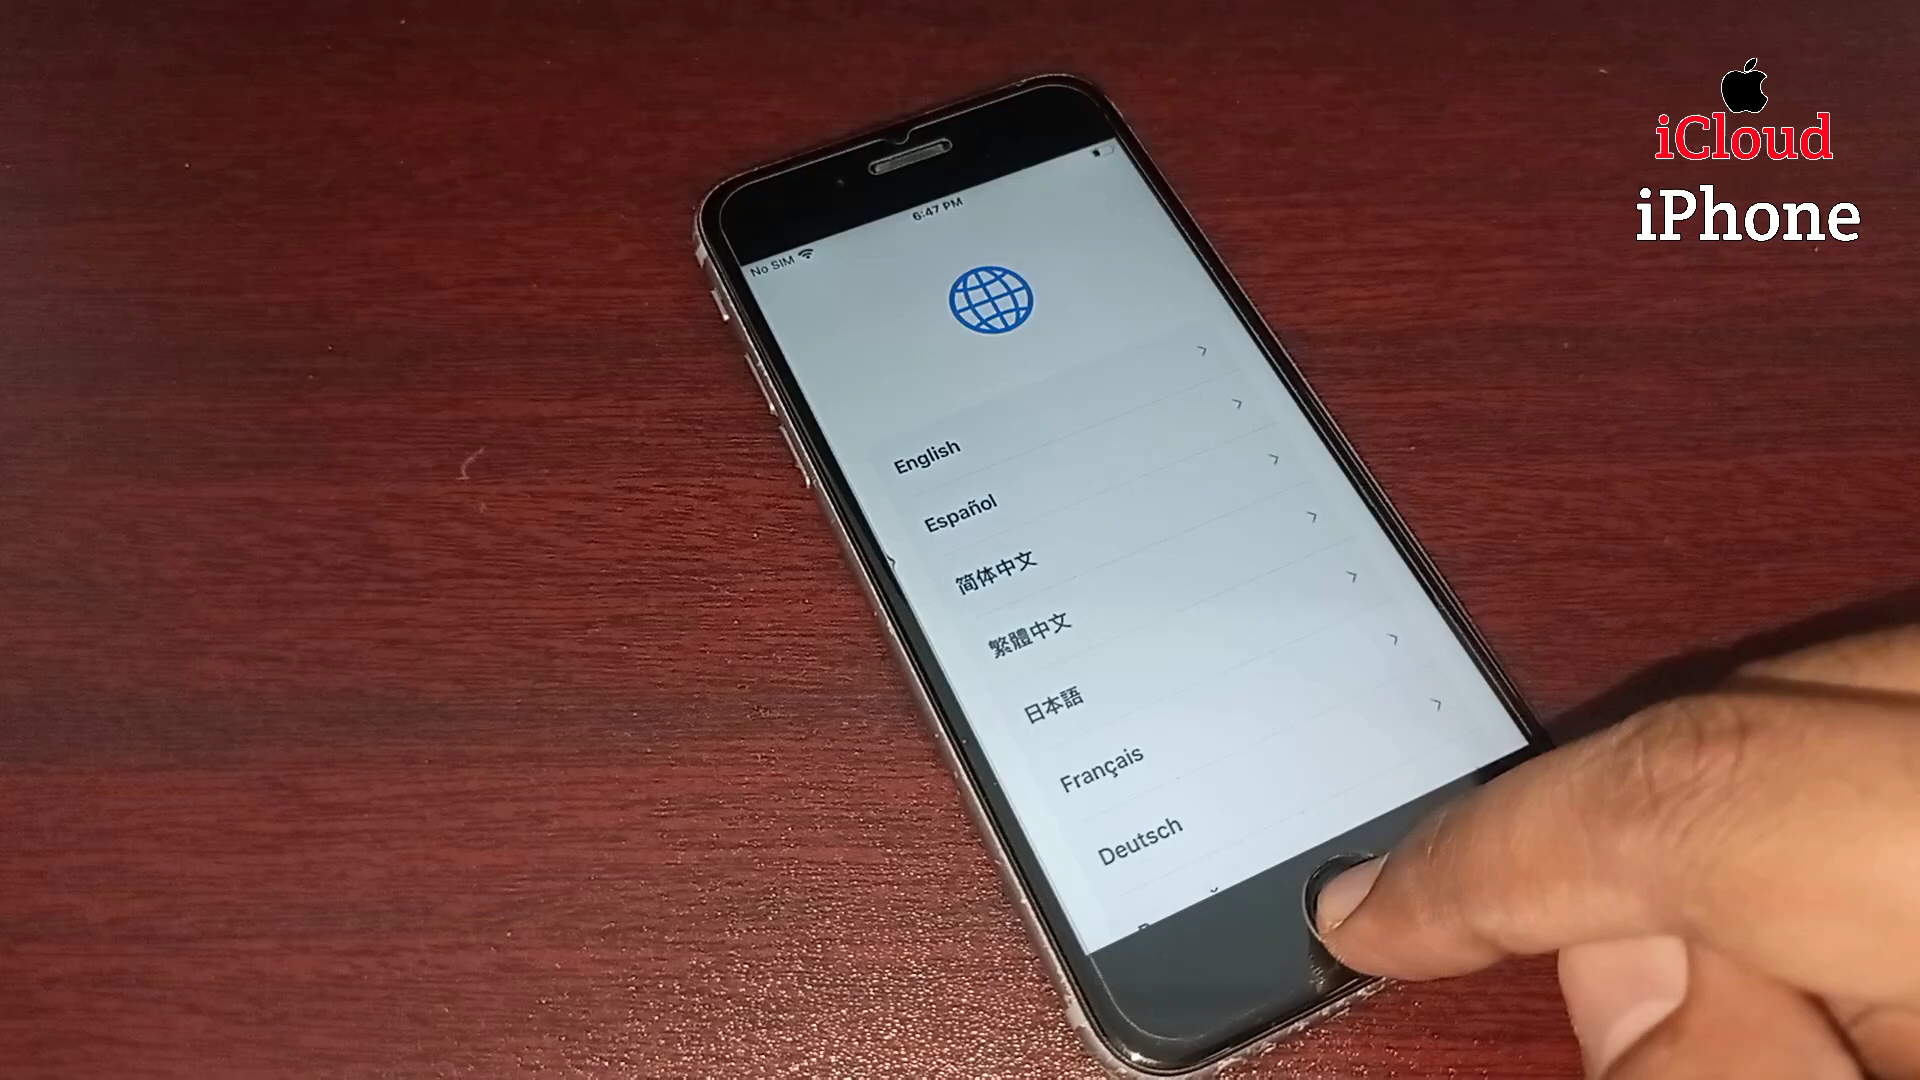 iCloud
iPhone
6:47 PM
No SIM
English
Español
简体中文
繁體中文
日本語
Français
Deutsch